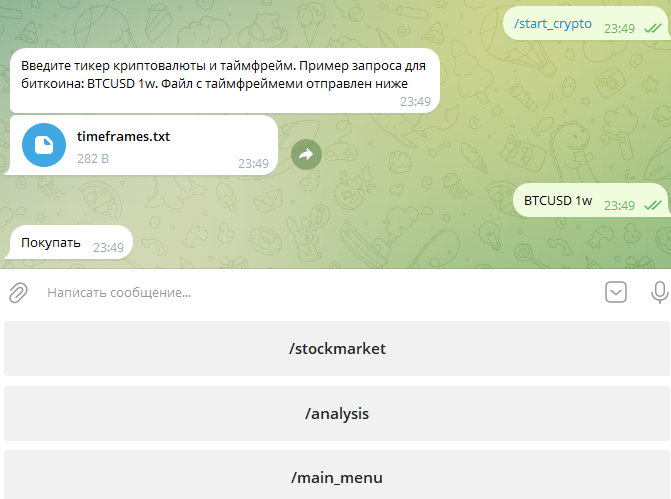 /start_crypto 23:49
Введите тикер криптовалюты и таймфрейм. Пример запроса для
биткоина: BTCUSD 1w. Файл с таймфреймеми отправлен ниже
23:49
timeframes.txt
282 B 23:49
BTCUSD 1w 23:49
Покупать 23:49
Написать сообщение...
/stockmarket
/analysis
/main_menu